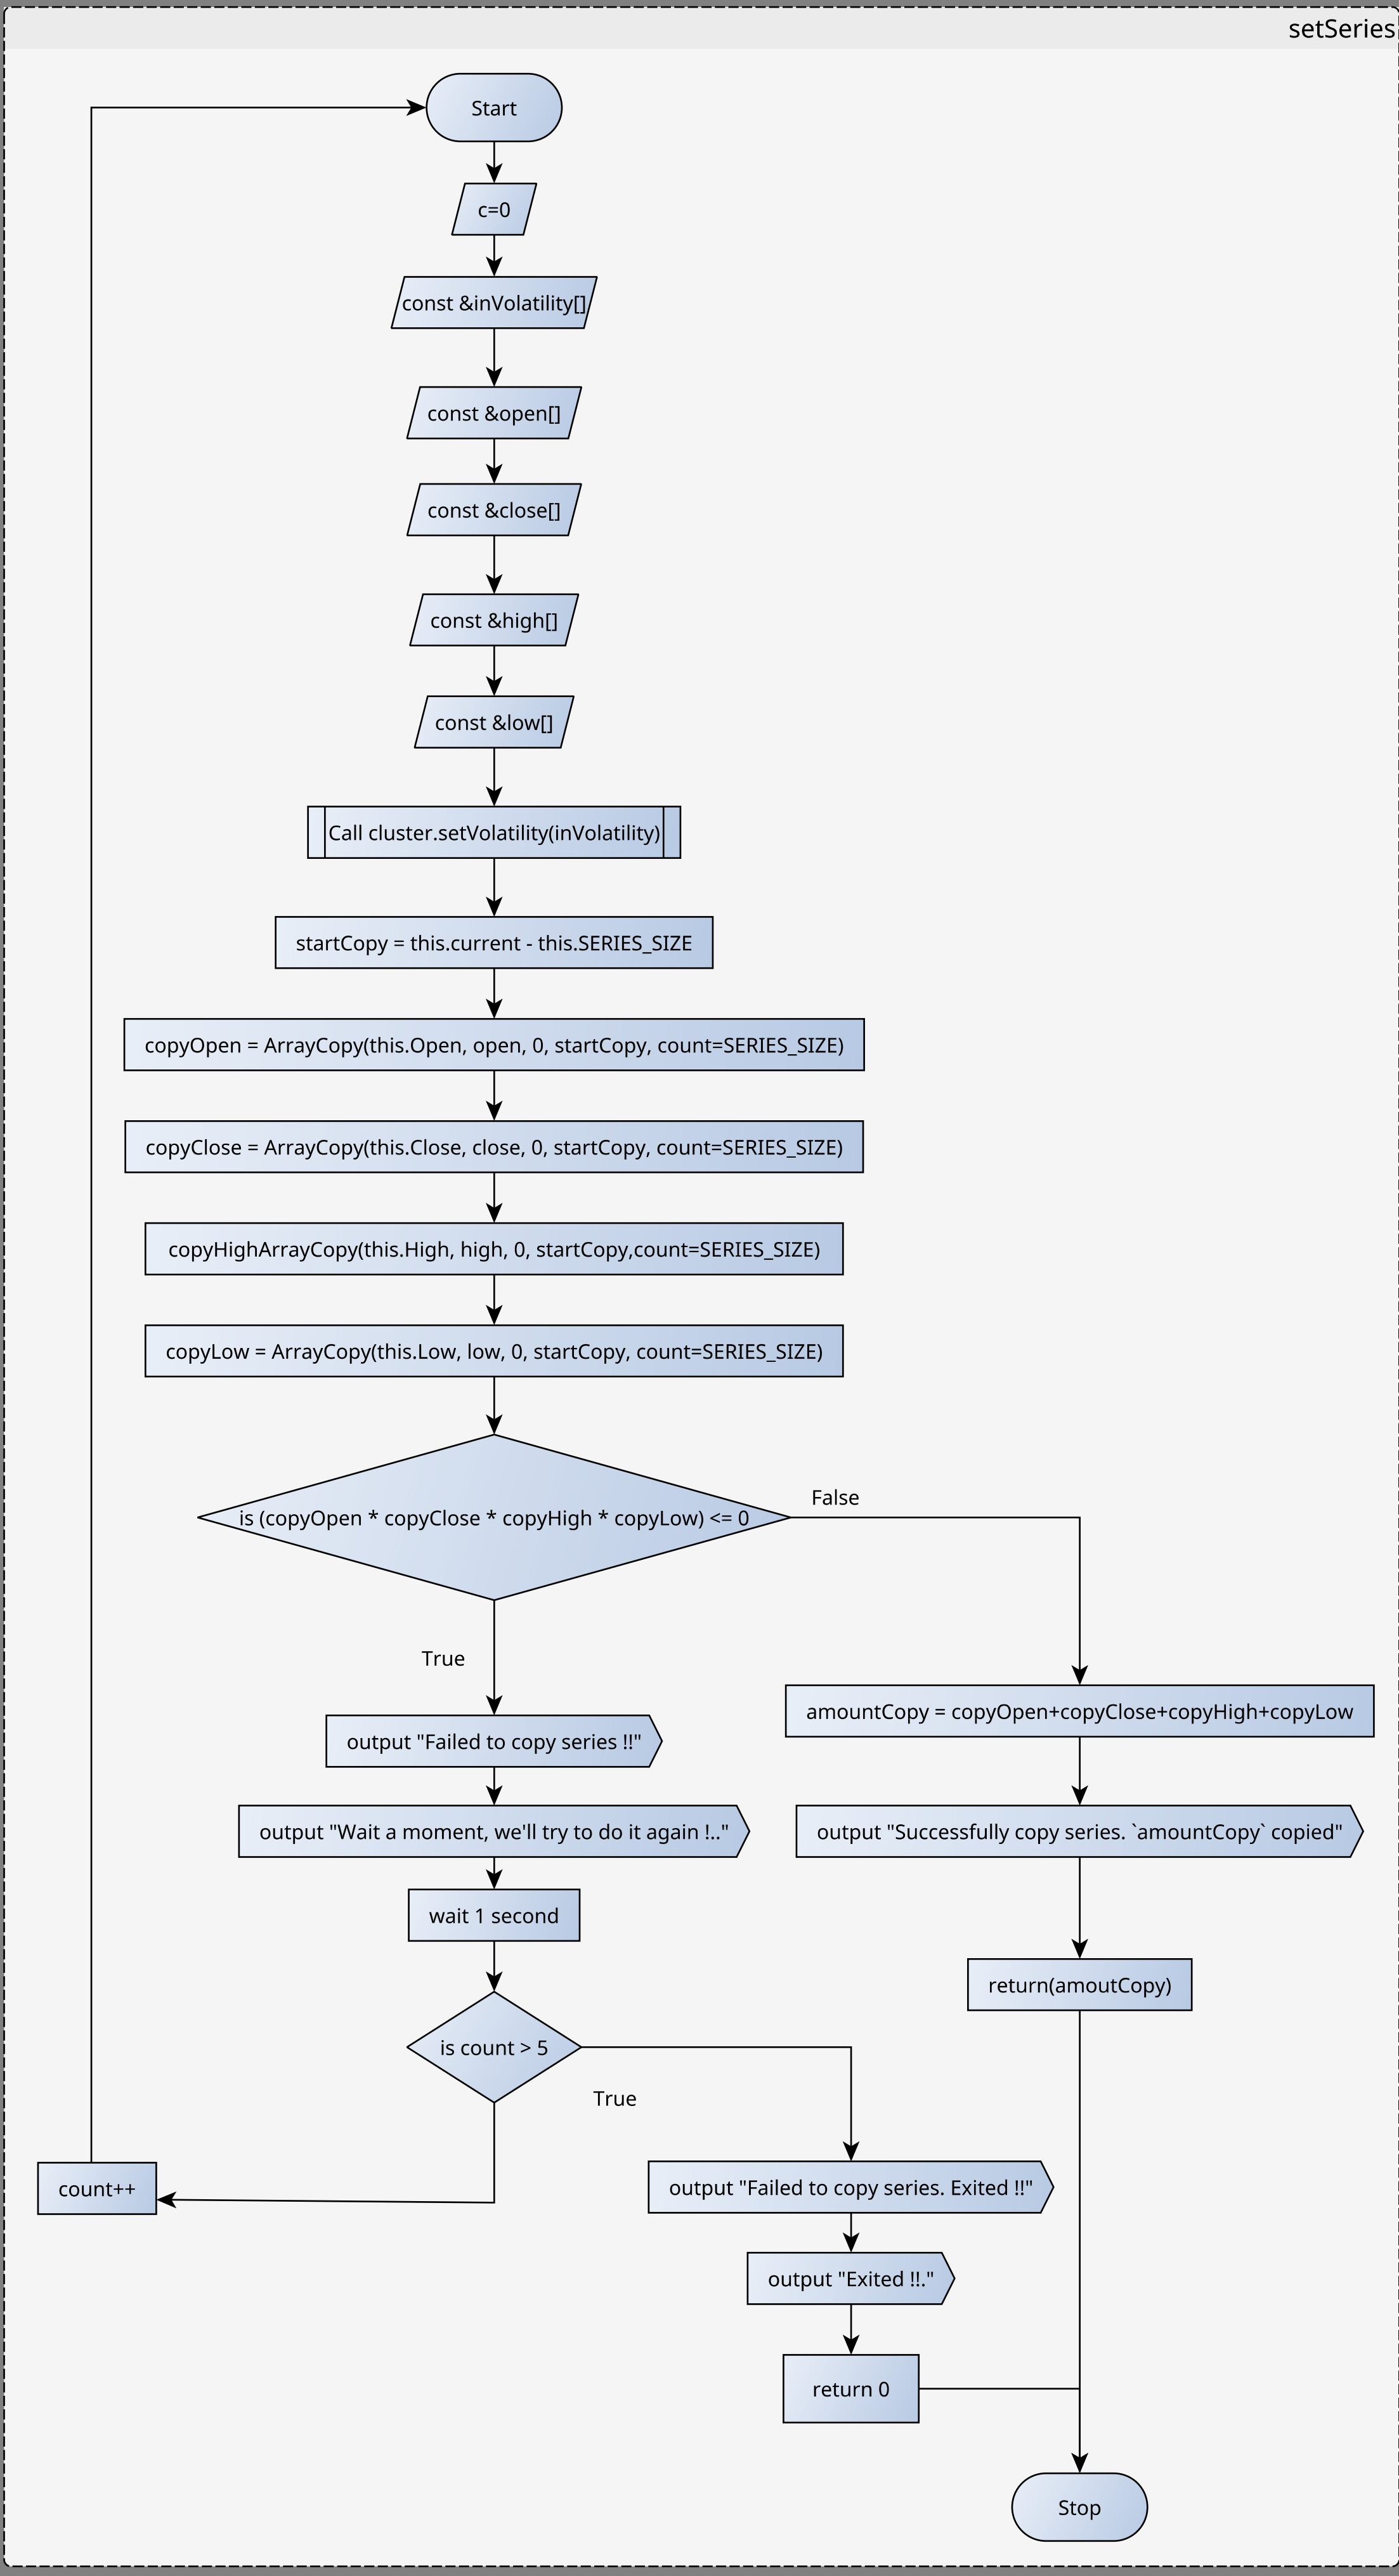 setSeries
Start
c=0
const &inVolatility[]
const &open[]
const &close[]
const &high[]
const &low[]
Call cluster.setVolatility(inVolatility)
startCopy = this.current - this.SERIES_SIZE
copyOpen = ArrayCopy(this.Open, open, 0, startCopy, count=SERIES_SIZE)
copyClose = ArrayCopy(this.Close, close, 0, startCopy, count=SERIES_SIZE)
copyHighArrayCopy(this.High, high, 0, startCopy,count=SERIES_SIZE)
copyLow = ArrayCopy(this.Low, low, 0, startCopy, count=SERIES_SIZE)
is (copyOpen * copyClose * copyHigh * copyLow) <= 0
False
True
amountCopy = copyOpen+copyClose+copyHigh+copyLow
output "Failed to copy series !!"
output "Wait a moment, we'll try to do it again !.."
output "Successfully copy series. `amountCopy` copied"
wait 1 second
return(amoutCopy)
is count > 5
True
count++
output "Failed to copy series. Exited !!"
output "Exited !!."
return 0
Stop